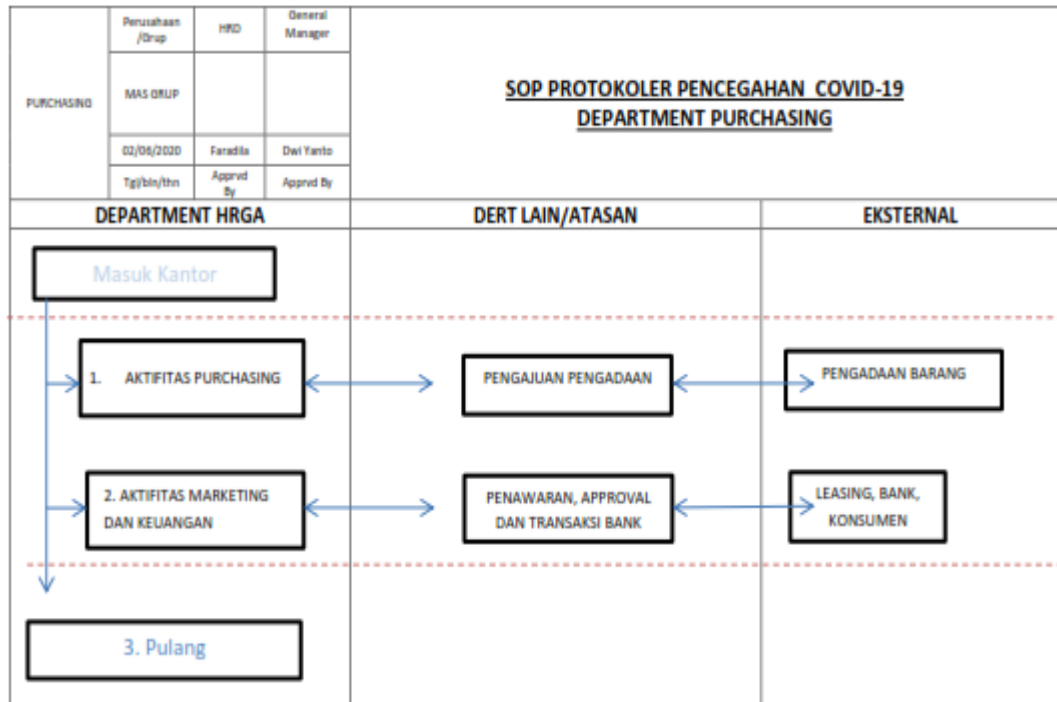 PURCHASING
Perusahaan
/Grup
HRD
General
Manager
MAS GRUP
02/06/2020
Faradila
Dwi Yanto
Tgl/bln/thn
Apprvd
By
Apprvd By
SOP PROTOKOLER PENCEGAHAN COVID-19
DEPARTMENT PURCHASING
DEPARTMENT HRGA
DERT LAIN/ATASAN
EKSTERNAL
Masuk Kantor
1. AKTIFITAS PURCHASING
PENGAJUAN PENGADAAN
PENGADAAN BARANG
2. AKTIFITAS MARKETING
DAN KEUANGAN
PENAWARAN, APPROVAL
DAN TRANSAKSI BANK
LEASING, BANK,
KONSUMEN
3. Pulang